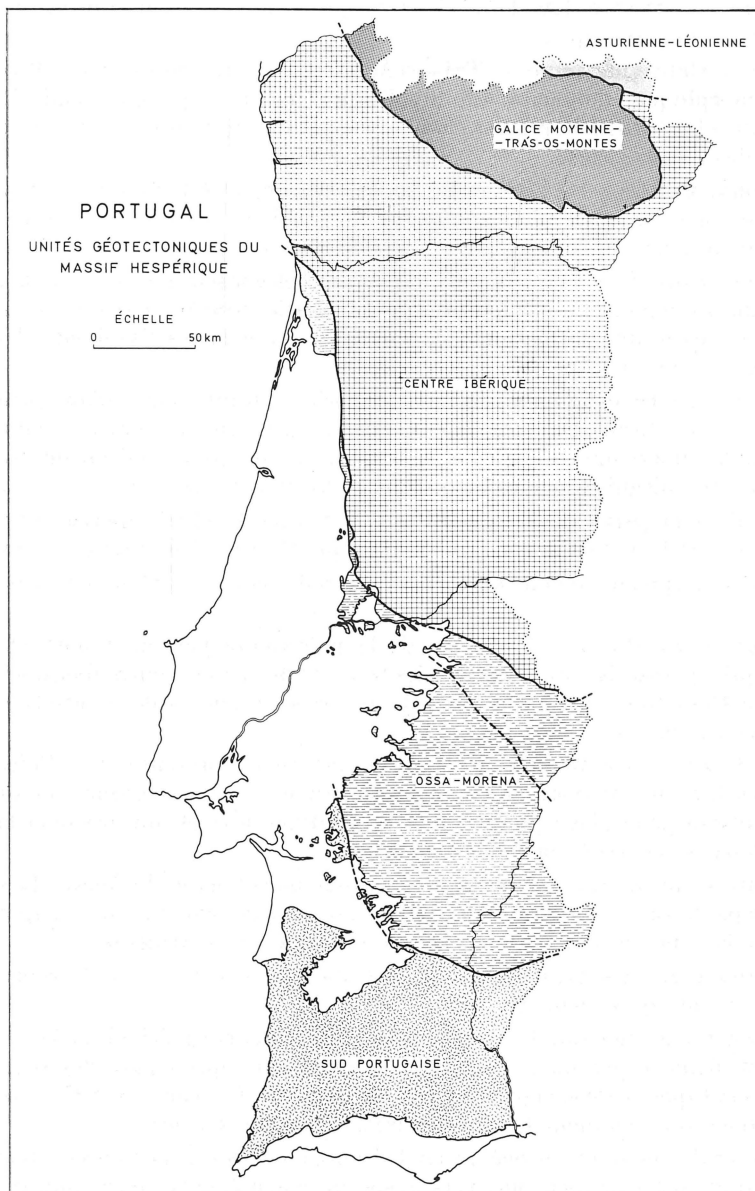 ASTURIENNE-LÉONIENNE
GALICE MOYENNE-
-TRÁS-OS-MONTES
PORTUGAL
UNITÉS GÉOTECTONIQUES DU
MASSIF HESPÉRIQUE
ÉCHELLE
0 50 km
CENTRE IBÉRIQUE
OSSA-MORENA
SUD PORTUGAISE